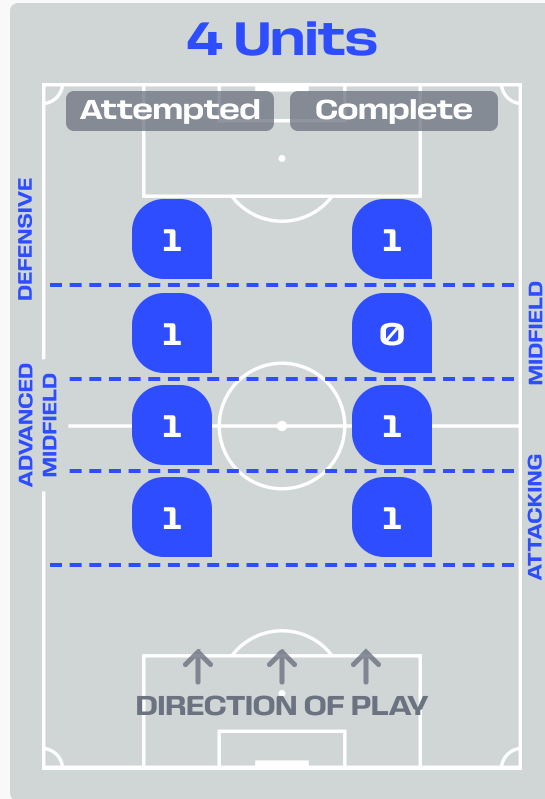 4 Units
Attempted Complete
DEFENSIVE
1 1
MIDFIELD
1 0
ADVANCED
MIDFIELD
1 1
ATTACKING
1 1
DIRECTION OF PLAY